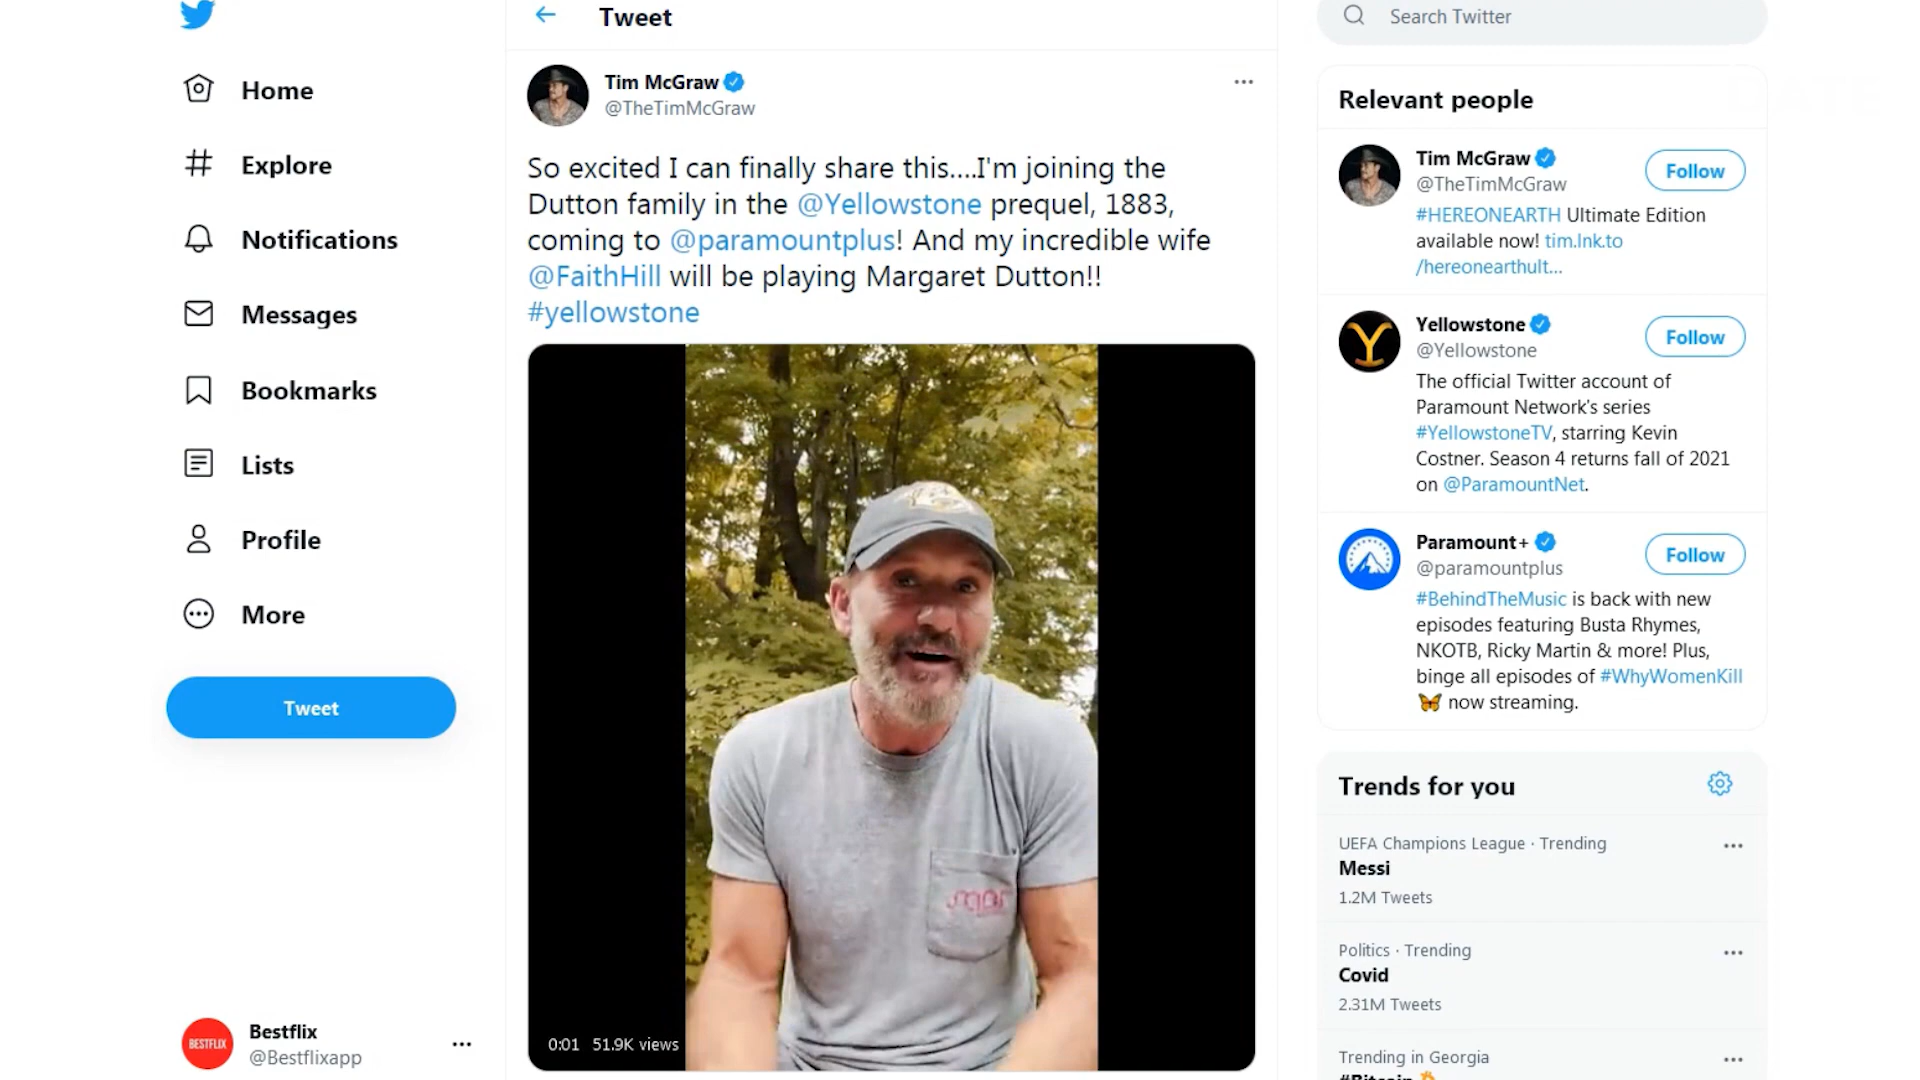 Tweet
Search Twitter
Home
Explore
Notifications
Messages
Bookmarks
Lists
Profile
More
Tweet
BESTFLIX
Bestflix
@Bestflixapp
Tim McGraw
@TheTimMcGraw
So excited I can finally share this....I'm joining the
Dutton family in the @Yellowstone prequel, 1883,
coming to @paramountplus! And my incredible wife
@FaithHill will be playing Margaret Dutton!!
#yellowstone
0:01 51.9K views
Relevant people
Tim McGraw
@TheTimMcGraw
Follow
#HEREONEARTH Ultimate Edition
available now! tim.lnk.to
/hereonearthult...
Y
Yellowstone
@Yellowstone
Follow
The official Twitter account of
Paramount Network's series
#YellowstoneTV, starring Kevin
Costner. Season 4 returns fall of 2021
on @ParamountNet.
Paramount+
@paramountplus
Follow
#BehindTheMusic is back with new
episodes featuring Busta Rhymes,
NKOTB, Ricky Martin & more! Plus,
binge all episodes of #WhyWomenKill
🦋 now streaming.
Trends for you
UEFA Champions League · Trending
Messi
1.2M Tweets
Politics · Trending
Covid
2.31M Tweets
Trending in Georgia
#Bitcoin